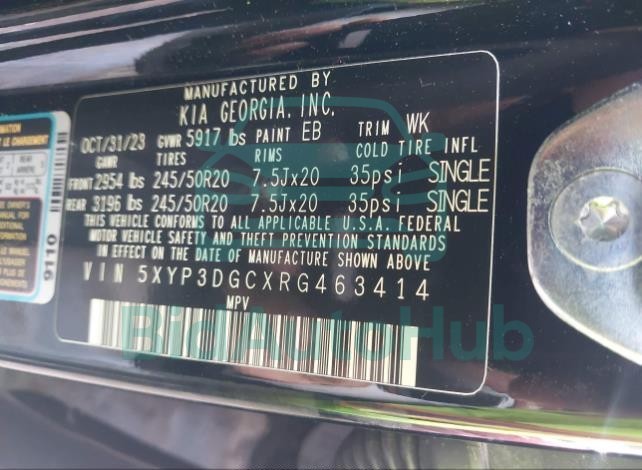 MANUFACTURED BY
KIA GEORGIA, INC.
OCT/31/23 GVWR 5917 lbs PAINT EB TRIM WK
GAWR TIRES RIMS COLD TIRE INFL
FRONT 2954 lbs 245/50R20 7.5Jx20 35psi SINGLE
REAR 3196 lbs 245/50R20 7.5Jx20 35psi SINGLE
THIS VEHICLE CONFORMS TO ALL APPLICABLE U.S.A. FEDERAL
MOTOR VEHICLE SAFETY AND THEFT PREVENTION STANDARDS
IN EFFECT ON THE DATE OF MANUFACTURE SHOWN ABOVE
VIN 5XYP3DGCXRG463414
MPV
BidAutoHub
9110